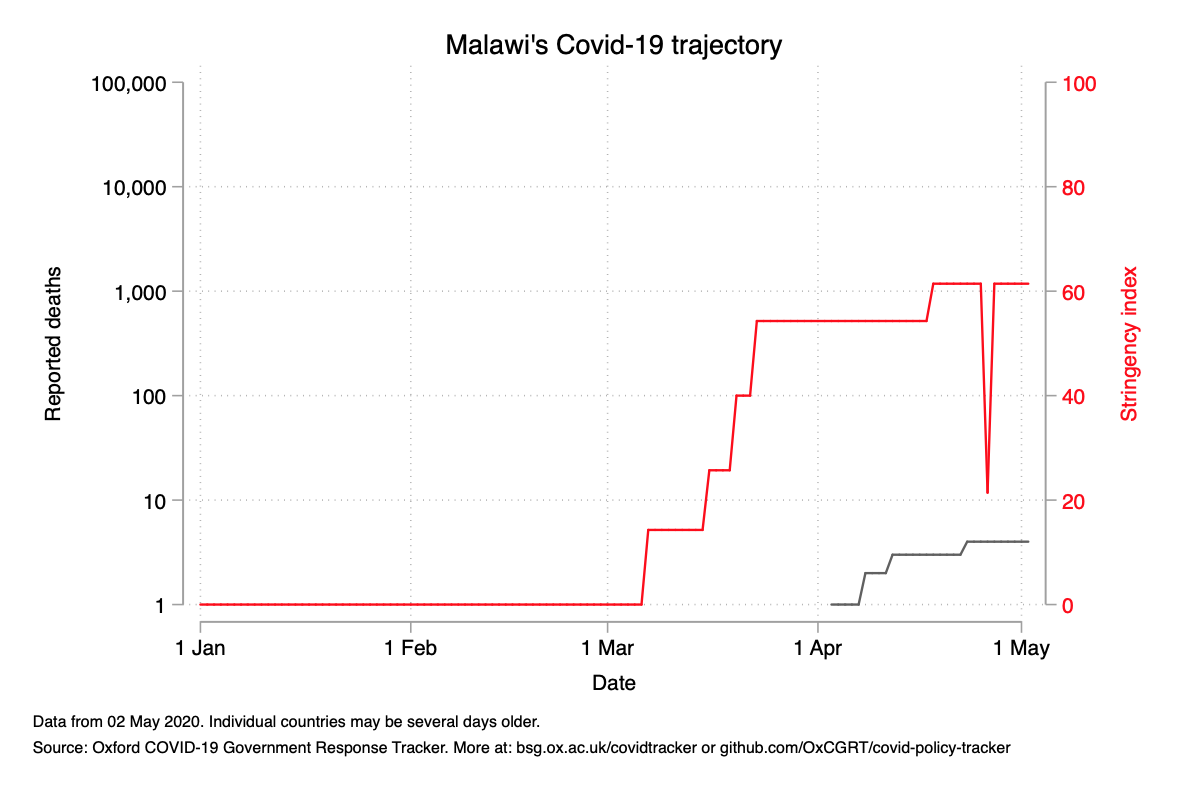 Malawi's Covid-19 trajectory
100,000
10,000
1,000
100
10
1
Reported deaths
100
80
60
40
20
0
Stringency index
1 Jan
1 Feb
1 Mar
1 Apr
1 May
Date
Data from 02 May 2020. Individual countries may be several days older.
Source: Oxford COVID-19 Government Response Tracker. More at: bsg.ox.ac.uk/covidtracker or github.com/OxCGRT/covid-policy-tracker